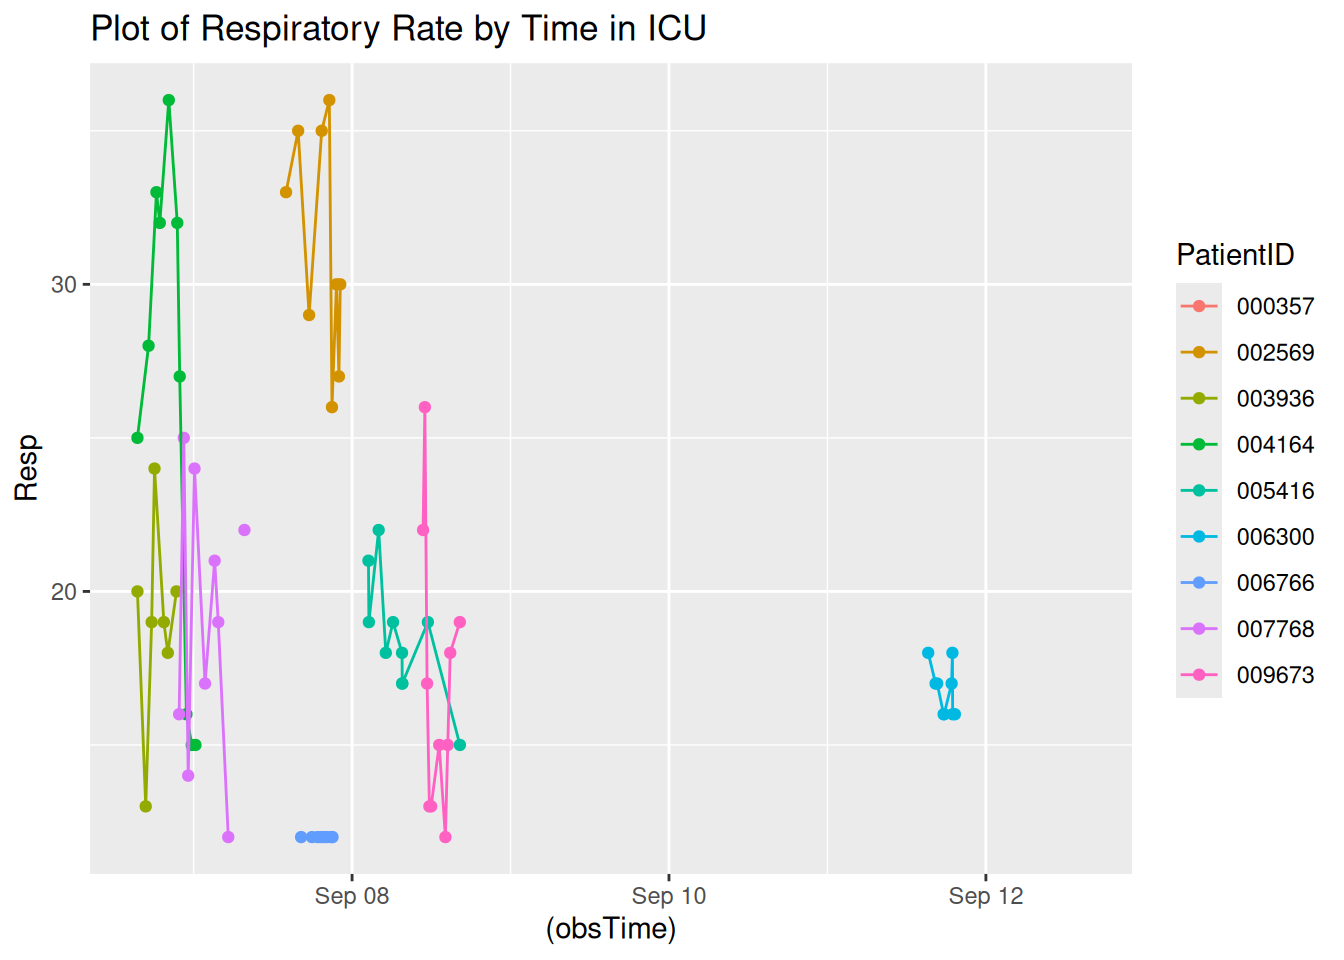 Plot of Respiratory Rate by Time in ICU
Resp
30
20
Sep 08
Sep 10
Sep 12
(obsTime)
PatientID
000357
002569
003936
004164
005416
006300
006766
007768
009673